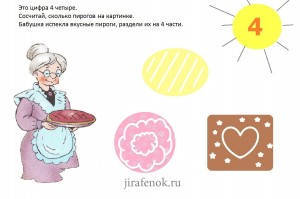 Это цифра 4 четыре.
Сосчитай, сколько пирогов на картинке.
Бабушка испекла вкусные пироги, раздели их на 4 части.
4
jirafenok.ru